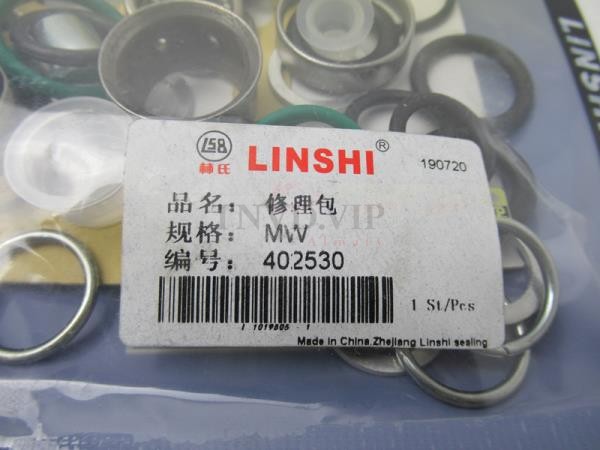 LSB
林氏
LINSHI®
190720
品名: 修理包
规格: MW
编号: 402530
1 St/Pcs
Made in China.Zhejiang Linshi sealing